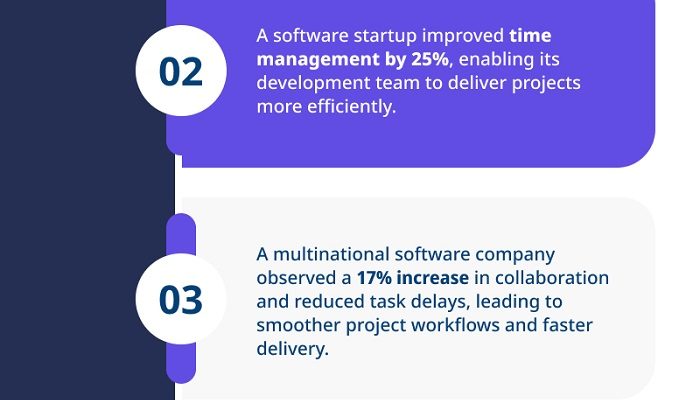 02
A software startup improved time
management by 25%, enabling its
development team to deliver projects
more efficiently.
03
A multinational software company
observed a 17% increase in collaboration
and reduced task delays, leading to
smoother project workflows and faster
delivery.